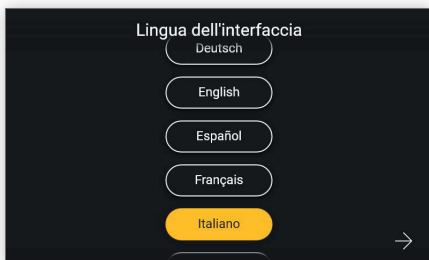 Lingua dell'interfaccia
Deutsch
English
Español
Français
Italiano